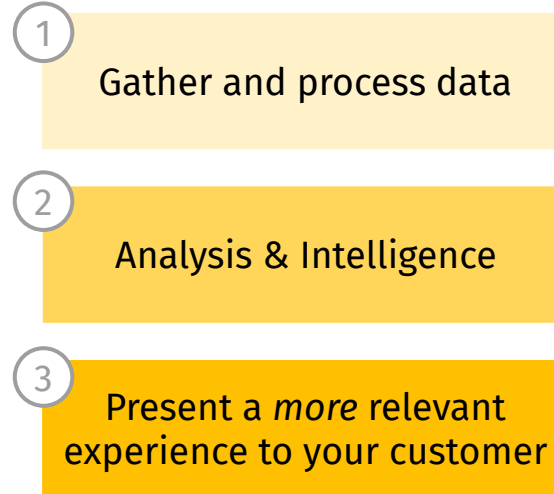 1
Gather and process data
2
Analysis & Intelligence
3
Present a more relevant
experience to your customer